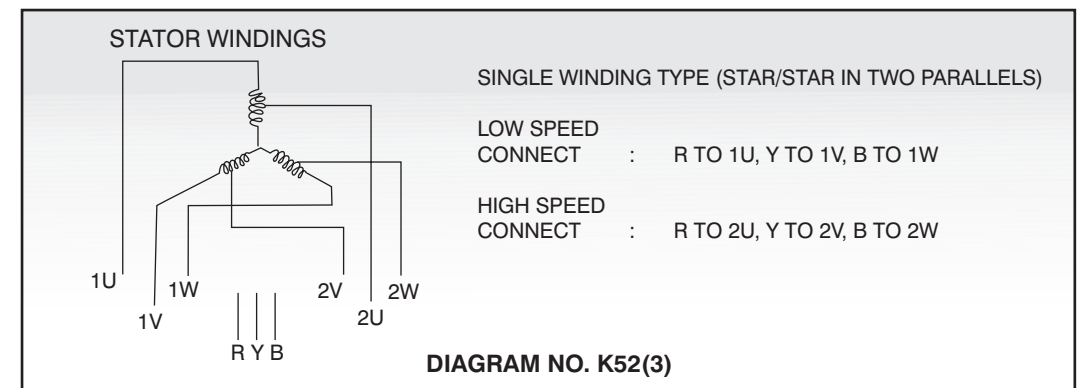 STATOR WINDINGS
SINGLE WINDING TYPE (STAR/STAR IN TWO PARALLELS)
LOW SPEED
CONNECT : R TO 1U, Y TO 1V, B TO 1W
HIGH SPEED
CONNECT : R TO 2U, Y TO 2V, B TO 2W
1U 1W 2V 2W
1V 2U
R Y B
DIAGRAM NO. K52(3)